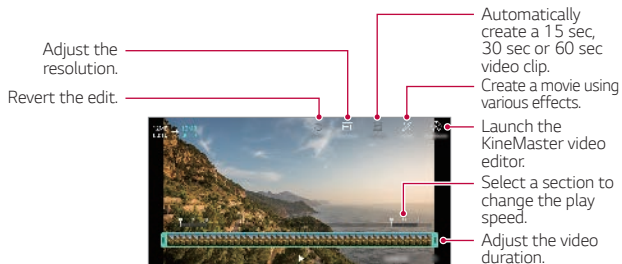 Adjust the
resolution.
Revert the edit.
Automatically
create a 15 sec,
30 sec or 60 sec
video clip.
Create a movie using
various effects.
Launch the
KineMaster video
editor.
Select a section to
change the play
speed.
Adjust the video
duration.